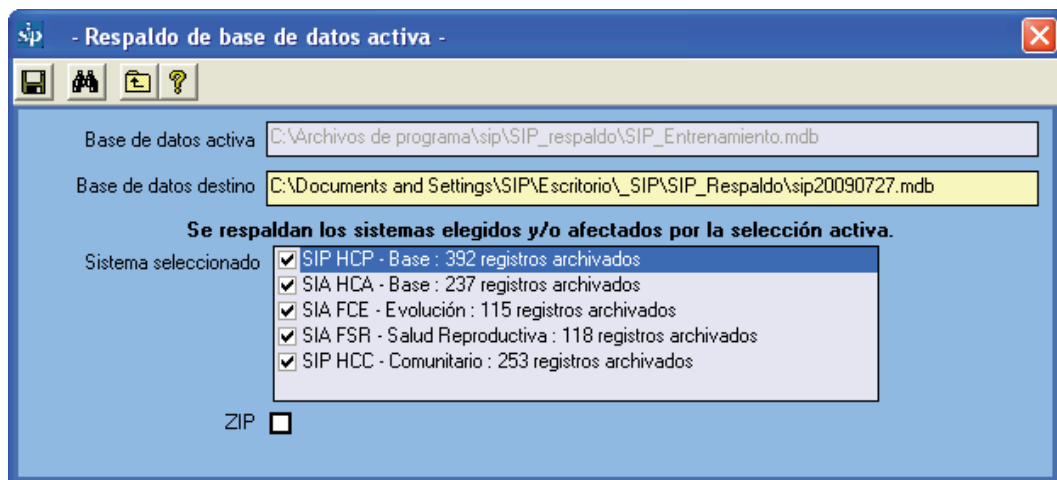 sip - Respaldo de base de datos activa -
Base de datos activa C:\Archivos de programa\sip\SIP_respaldo\SIP_Entrenamiento.mdb
Base de datos destino C:\Documents and Settings\SIP\Escritorio\_SIP\SIP_Respaldo\sip20090727.mdb
Se respaldan los sistemas elegidos y/o afectados por la selección activa.
Sistema seleccionado SIP HCP - Base : 392 registros archivados
SIA HCA - Base : 237 registros archivados
SIA FCE - Evolución : 115 registros archivados
SIA FSR - Salud Reproductiva : 118 registros archivados
SIP HCC - Comunitario : 253 registros archivados
ZIP